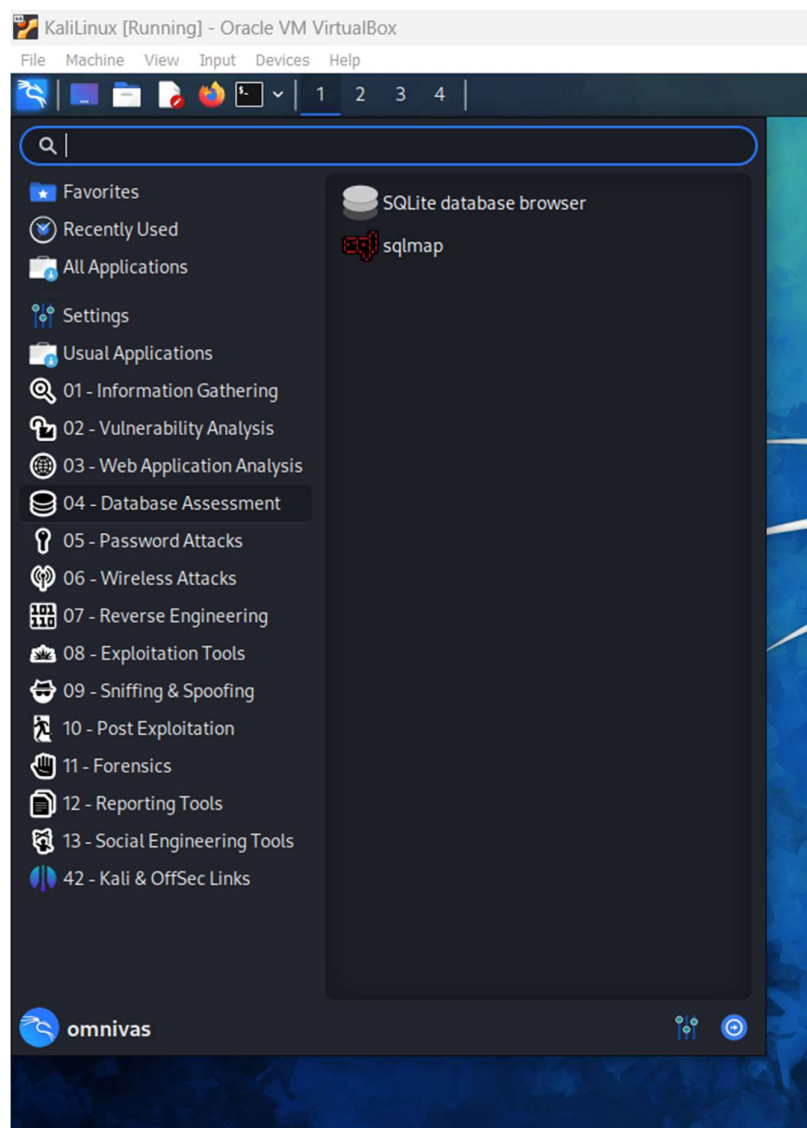 KaliLinux [Running] - Oracle VM VirtualBox
File Machine View Input Devices Help
1 2 3 4
Favorites
Recently Used
All Applications
Settings
Usual Applications
01 - Information Gathering
02 - Vulnerability Analysis
03 - Web Application Analysis
04 - Database Assessment
05 - Password Attacks
06 - Wireless Attacks
07 - Reverse Engineering
08 - Exploitation Tools
09 - Sniffing & Spoofing
10 - Post Exploitation
11 - Forensics
12 - Reporting Tools
13 - Social Engineering Tools
42 - Kali & OffSec Links
SQLite database browser
sqlmap
omnivas